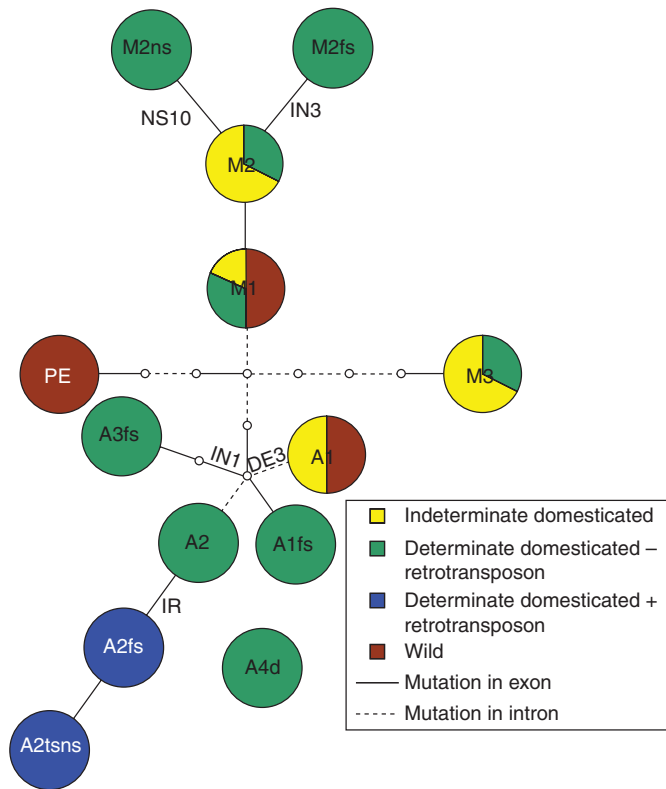 M2ns
M2fs
NS10
IN3
M2
M1
PE
M3
A3fs
IN1
DE3
A1
A2
A1fs
IR
A2fs
A4d
A2tsns
Indeterminate domesticated
Determinate domesticated –
retrotransposon
Determinate domesticated +
retrotransposon
Wild
Mutation in exon
Mutation in intron